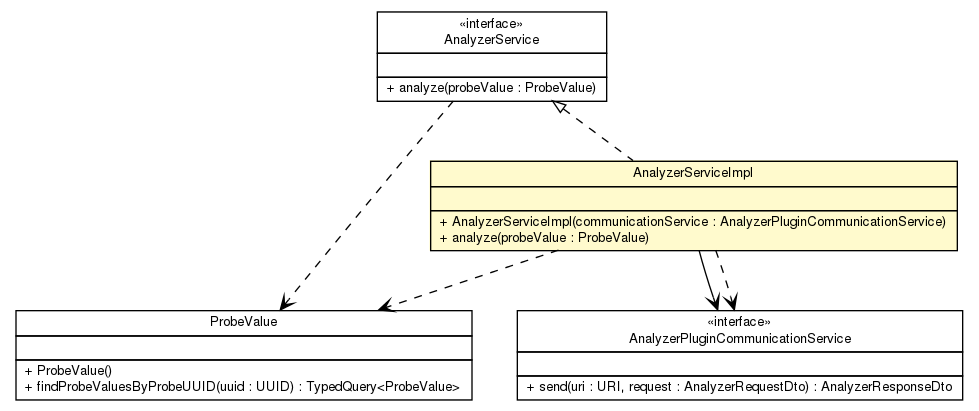 «interface»
AnalyzerService
+ analyze(probeValue : ProbeValue)
AnalyzerServiceImpl
+ AnalyzerServiceImpl(communicationService : AnalyzerPluginCommunicationService)
+ analyze(probeValue : ProbeValue)
ProbeValue
+ ProbeValue()
+ findProbeValuesByProbeUUID(uuid : UUID) : TypedQuery<ProbeValue>
«interface»
AnalyzerPluginCommunicationService
+ send(uri : URI, request : AnalyzerRequestDto) : AnalyzerResponseDto